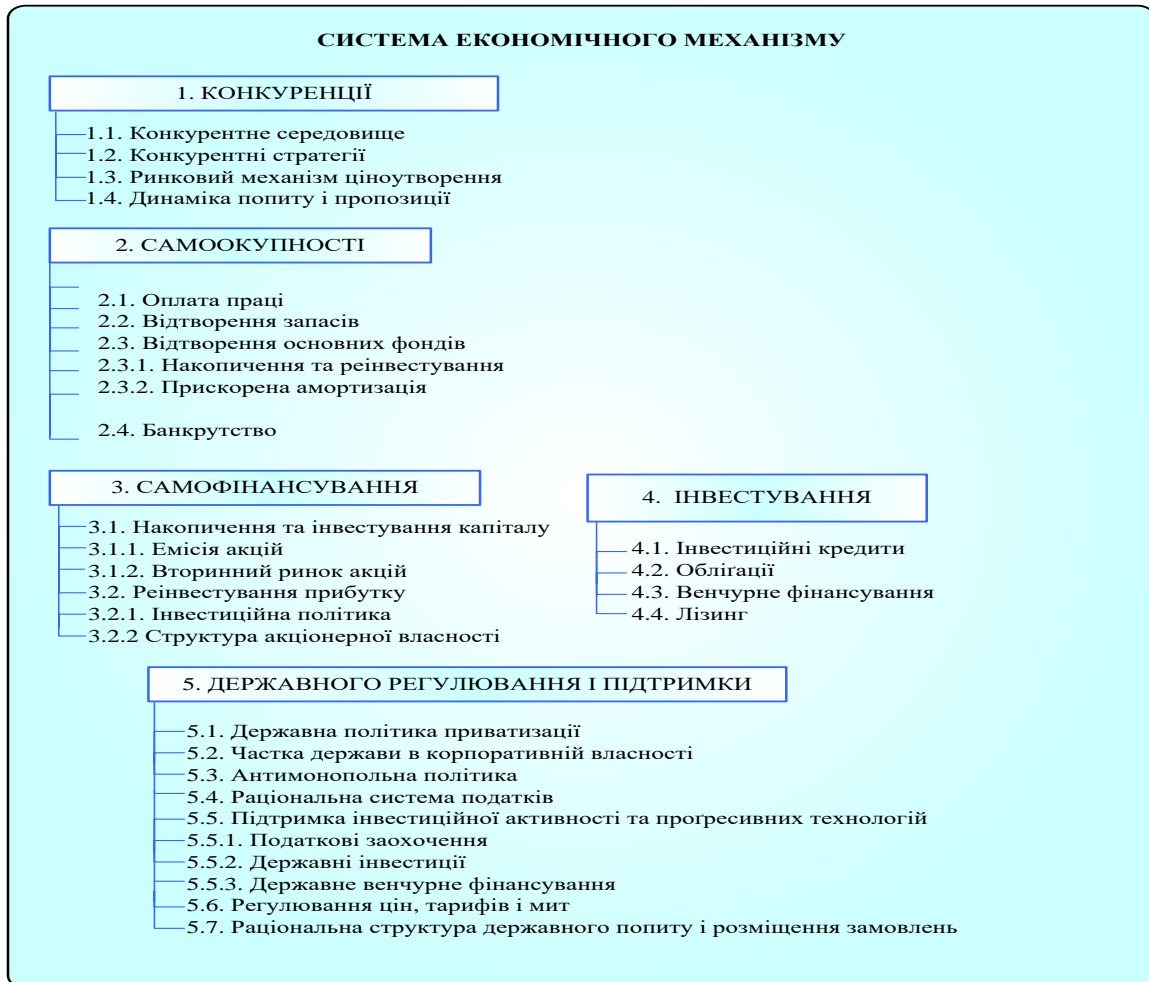 СИСТЕМА ЕКОНОМІЧНОГО МЕХАНІЗМУ
1. КОНКУРЕНЦІЇ
1.1. Конкурентне середовище
1.2. Конкурентні стратегії
1.3. Ринковий механізм ціноутворення
1.4. Динаміка попиту і пропозиції
2. САМООКУПНОСТІ
2.1. Оплата праці
2.2. Відтворення запасів
2.3. Відтворення основних фондів
2.3.1. Накопичення та реінвестування
2.3.2. Прискорена амортизація
2.4. Банкрутство
3. САМОФІНАНСУВАННЯ
3.1. Накопичення та інвестування капіталу
3.1.1. Емісія акцій
3.1.2. Вторинний ринок акцій
3.2. Реінвестування прибутку
3.2.1. Інвестиційна політика
3.2.2 Структура акціонерної власності
4. ІНВЕСТУВАННЯ
4.1. Інвестиційні кредити
4.2. Обліґації
4.3. Венчурне фінансування
4.4. Лізинг
5. ДЕРЖАВНОГО РЕГУЛЮВАННЯ І ПІДТРИМКИ
5.1. Державна політика приватизації
5.2. Частка держави в корпоративній власності
5.3. Антимонопольна політика
5.4. Раціональна система податків
5.5. Підтримка інвестиційної активності та проґресивних технологій
5.5.1. Податкові заохочення
5.5.2. Державні інвестиції
5.5.3. Державне венчурне фінансування
5.6. Регулювання цін, тарифів і мит
5.7. Раціональна структура державного попиту і розміщення замовлень